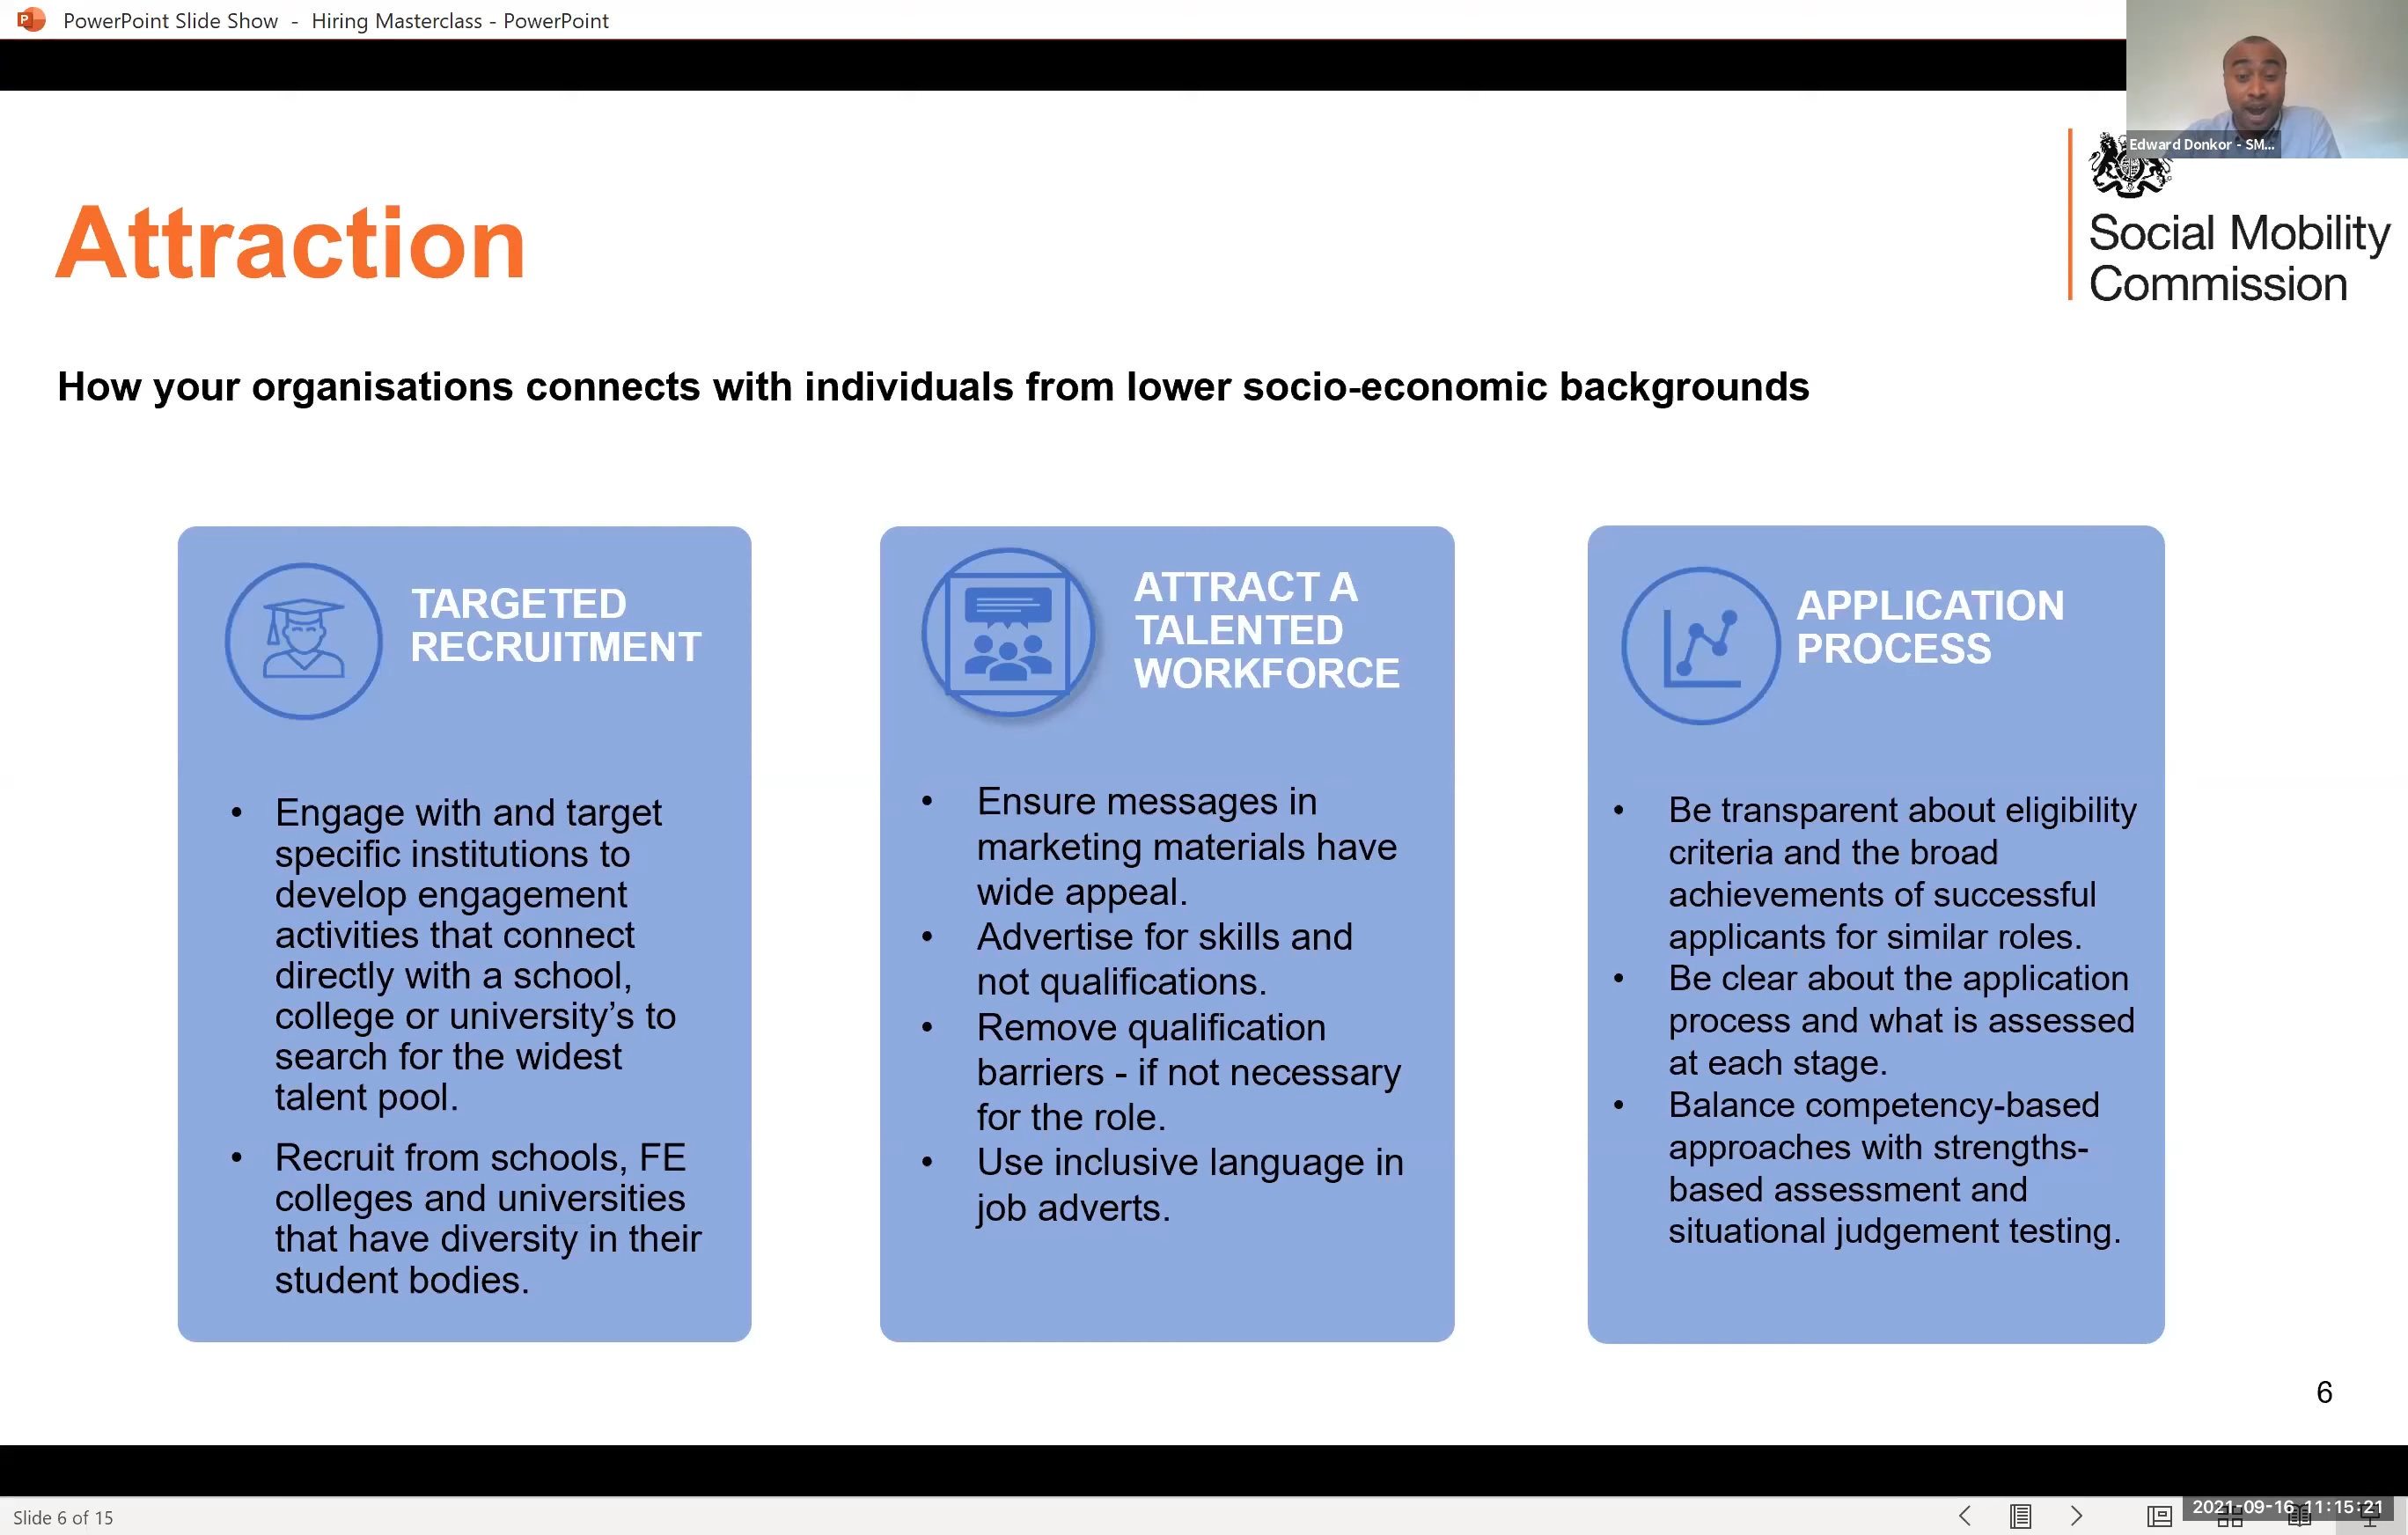 PowerPoint Slide Show - Hiring Masterclass - PowerPoint
Edward Donkor - SM...
Social Mobility
Commission
Attraction
How your organisations connects with individuals from lower socio-economic backgrounds
TARGETED
RECRUITMENT
• Engage with and target
specific institutions to
develop engagement
activities that connect
directly with a school,
college or university’s to
search for the widest
talent pool.
• Recruit from schools, FE
colleges and universities
that have diversity in their
student bodies.
ATTRACT A
TALENTED
WORKFORCE
• Ensure messages in
marketing materials have
wide appeal.
• Advertise for skills and
not qualifications.
• Remove qualification
barriers - if not necessary
for the role.
• Use inclusive language in
job adverts.
APPLICATION
PROCESS
• Be transparent about eligibility
criteria and the broad
achievements of successful
applicants for similar roles.
• Be clear about the application
process and what is assessed
at each stage.
• Balance competency-based
approaches with strengths-
based assessment and
situational judgement testing.
6
Slide 6 of 15
2021-09-16 11:15:21